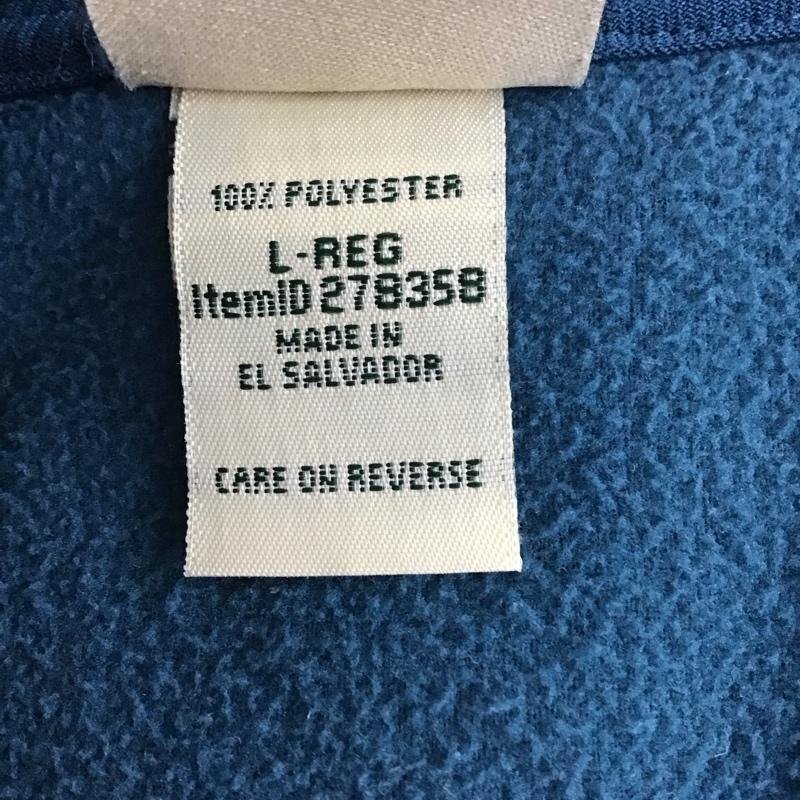 100% POLYESTER
L-REG
ItemID 278358
MADE IN
EL SALVADOR
CARE ON REVERSE